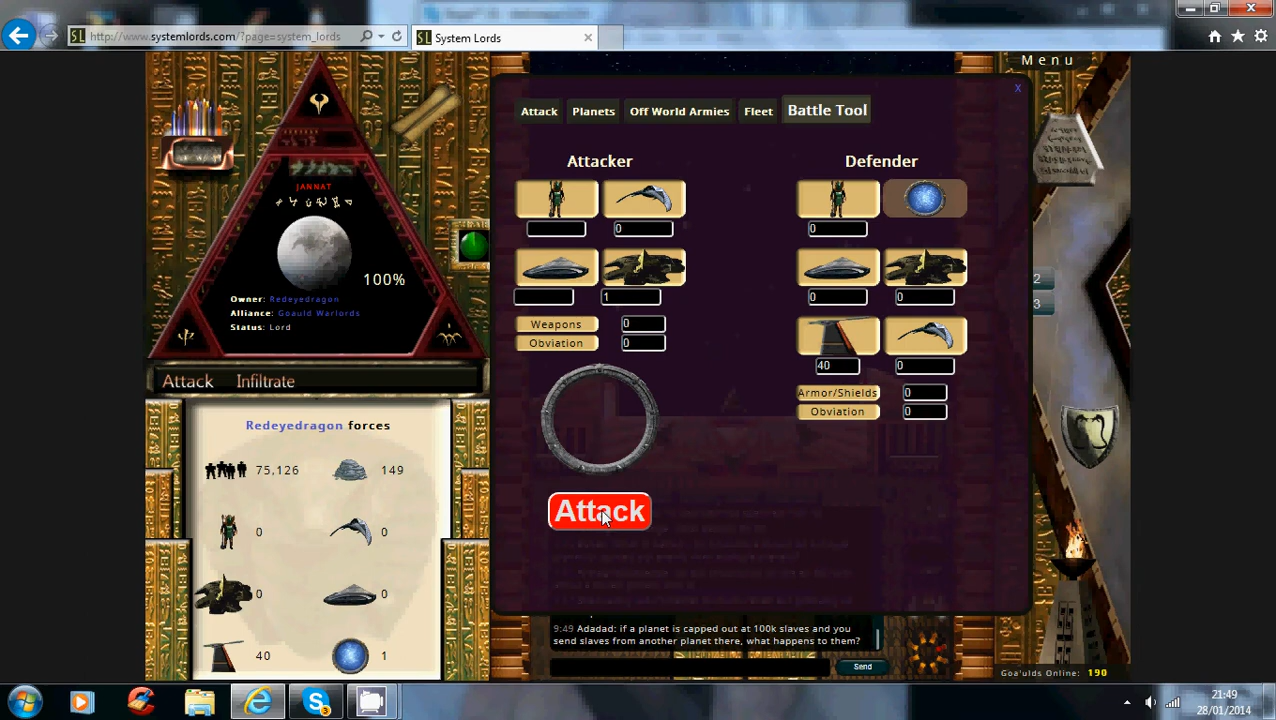 http://www.systemlords.com/?page=system_lords
SL System Lords
Menu
x
Attack Planets Off World Armies Fleet Battle Tool
Attacker
Defender
0
0
1
0
0
Weapons 0
Obviation 0
40
0
Armor/Shields 0
Obviation 0
Attack
JANNAT
100%
Owner: Redeyedragon
Alliance: Goauld Warlords
Status: Lord
Attack Infiltrate
Redeyedragon forces
75,126
149
0
0
0
0
40
1
2
3
9:49 Adadad: if a planet is capped out at 100k slaves and you
send slaves from another planet there, what happens to them?
Send
Goa'ulds Online: 190
21:49
28/01/2014